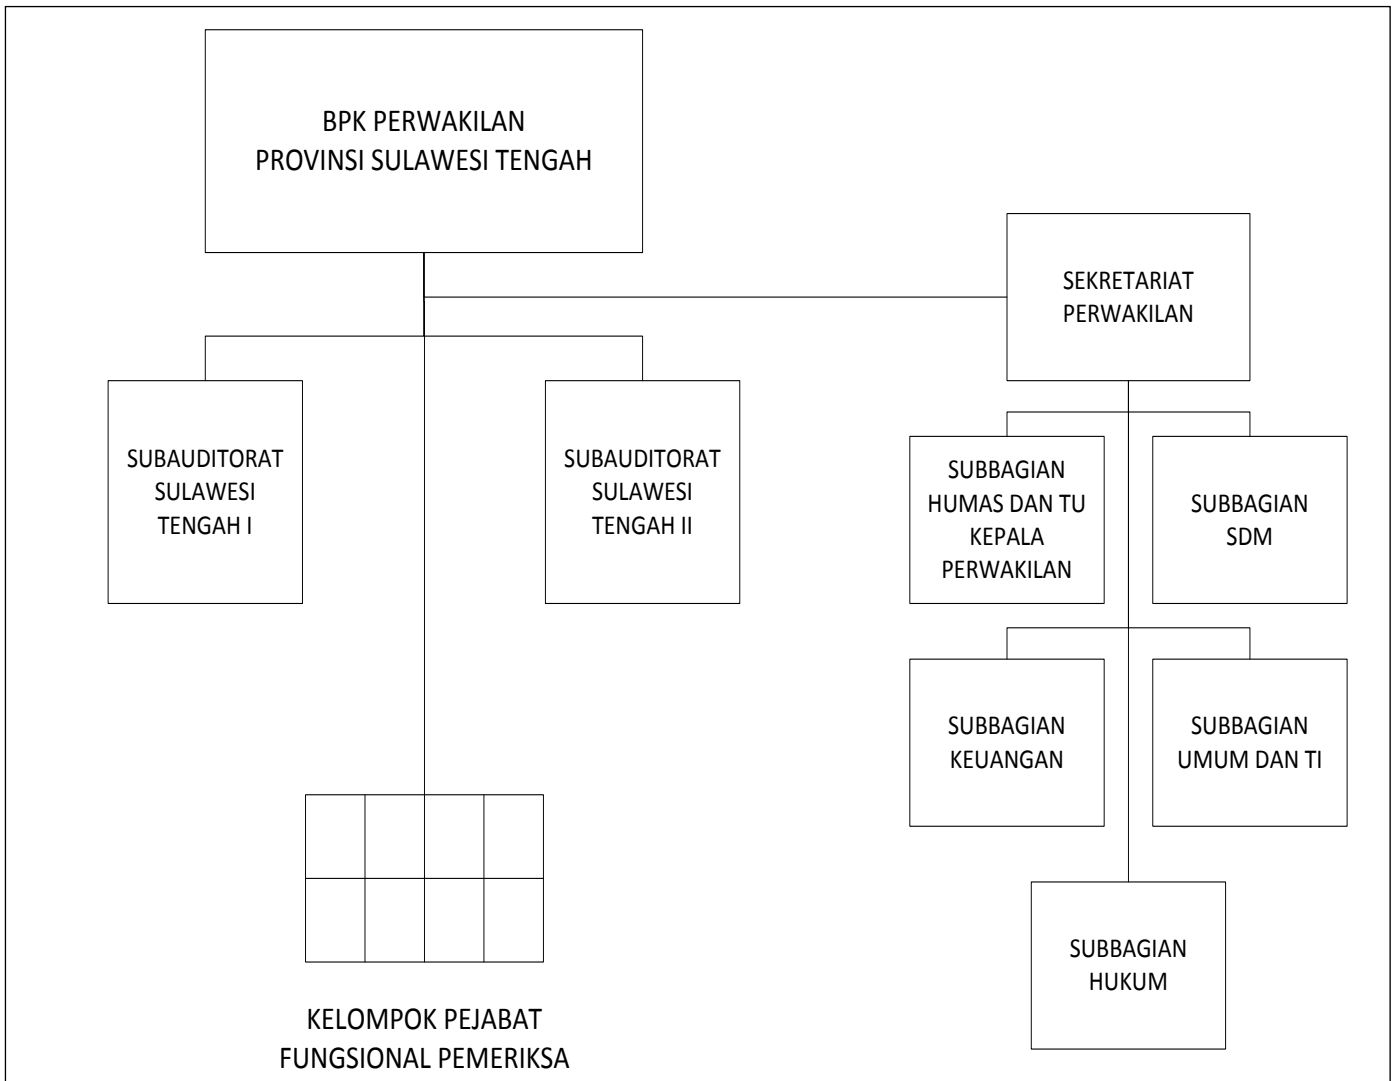 BPK PERWAKILAN
PROVINSI SULAWESI TENGAH
SEKRETARIAT
PERWAKILAN
SUBAUDITORAT
SULAWESI
TENGAH I
SUBAUDITORAT
SULAWESI
TENGAH II
SUBBAGIAN
HUMAS DAN TU
KEPALA
PERWAKILAN
SUBBAGIAN
SDM
SUBBAGIAN
KEUANGAN
SUBBAGIAN
UMUM DAN TI
SUBBAGIAN
HUKUM
KELOMPOK PEJABAT
FUNGSIONAL PEMERIKSA